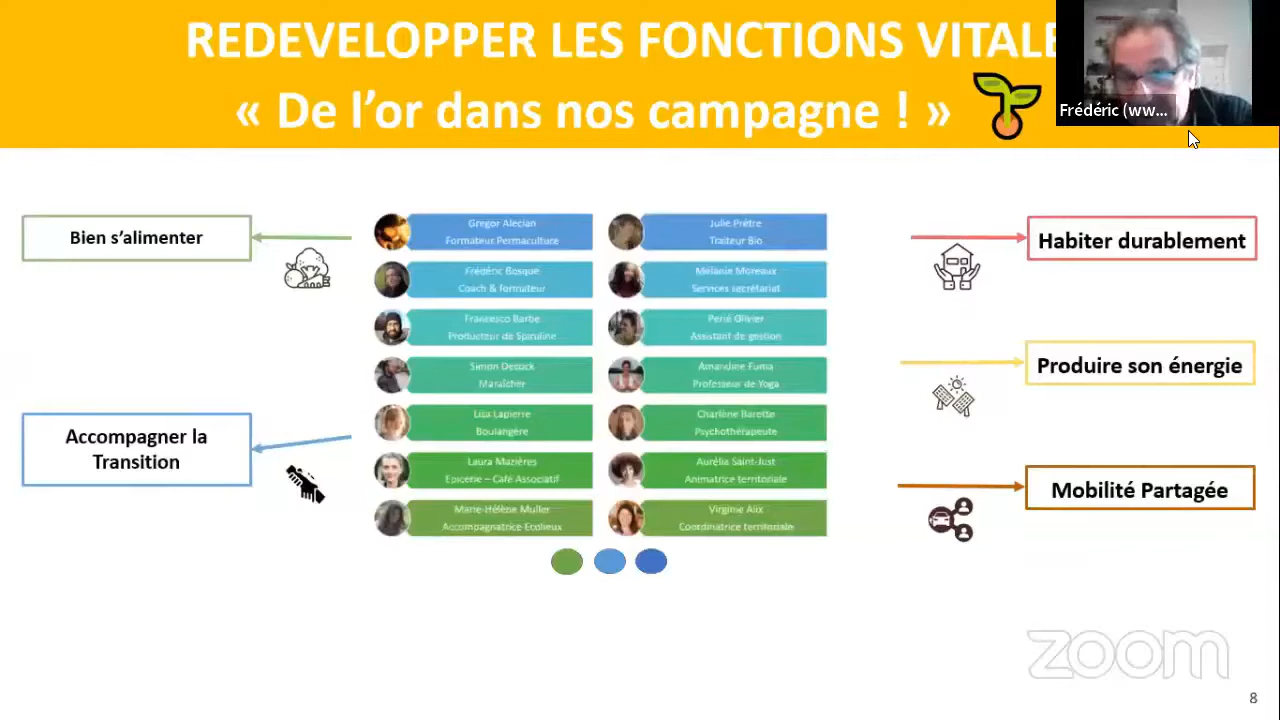 REDEVELOPPER LES FONCTIONS VITALE
« De l'or dans nos campagne ! »
Frédéric (ww...
Bien s'alimenter
Accompagner la
Transition
Gregor Alecian
Formateur Permaculture
Frédéric Bosque
Coach & formateur
Francesco Barbe
Producteur de Spiruline
Simon
Maraîcher
Liza Lapierre
Boulangère
Laura Mazières
Epicerie – Café Associatif
Marie-Hélène Muller
Accompagnatrice Ecolieux
Julie Prêtre
Traiteur Bio
Mélanie Moreaux
Services secrétariat
Olivier
Assistant de gestion
Amandine Fuma
Professeur de Yoga
Charlène Barette
Psychothérapeute
Aurélia Saint-Just
Animatrice territoriale
Virginie Alix
Coordinatrice territoriale
Habiter durablement
Produire son énergie
Mobilité Partagée
zoom
8